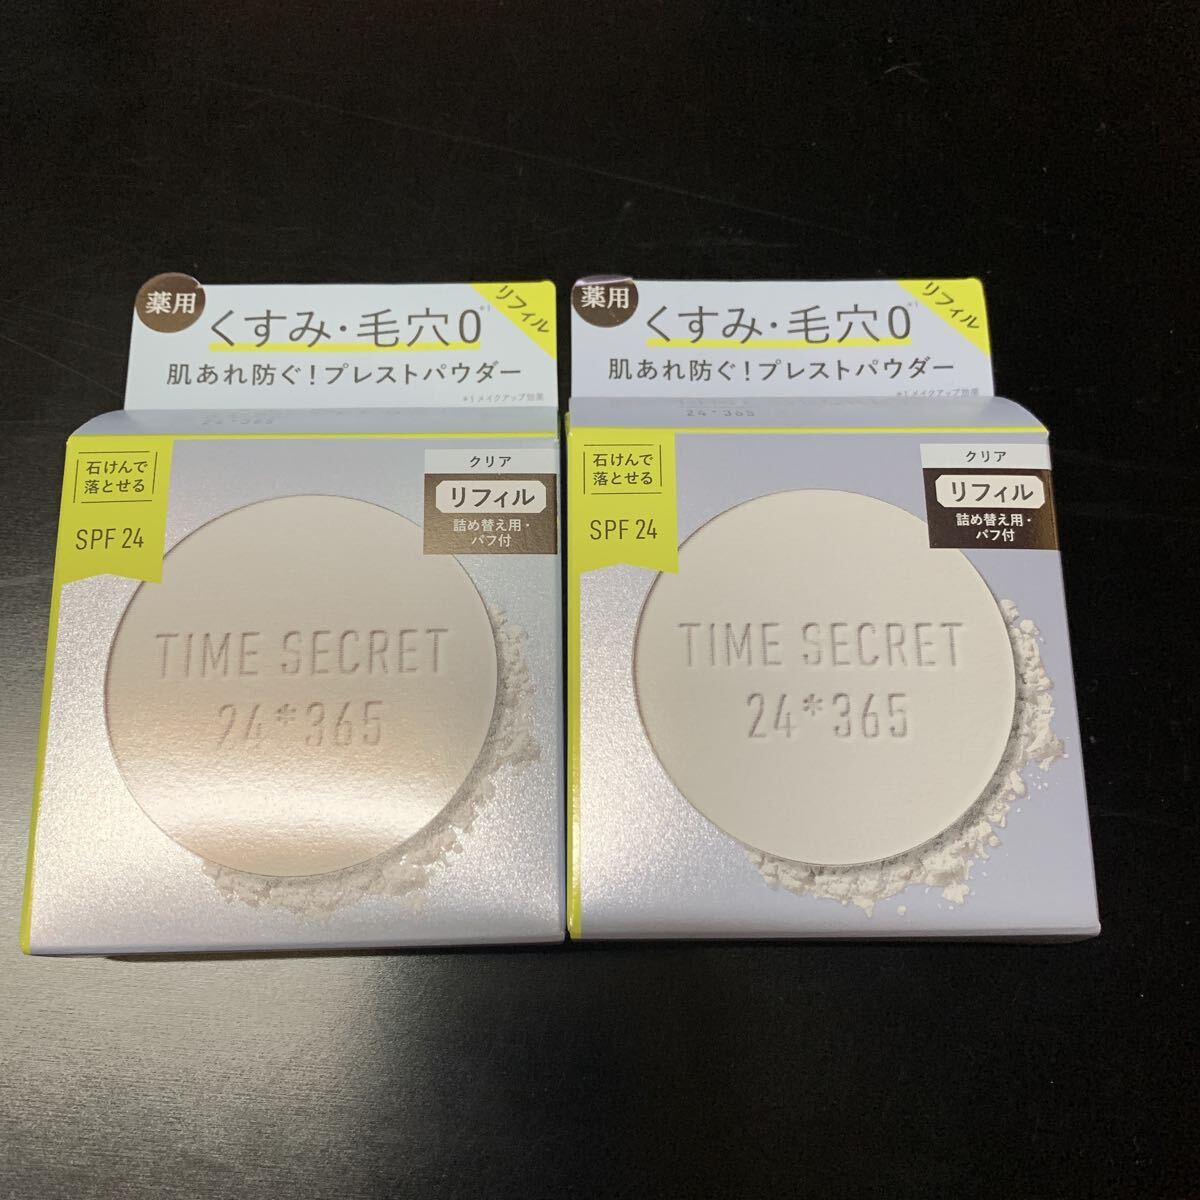 薬用
くすみ・毛穴0*1
リフィル
肌あれ防ぐ!プレストパウダー
*1 メイクアップ効果
24*365
石けんで
落とせる
SPF 24
クリア
リフィル
詰め替え用・
パフ付
TIME SECRET
24*365
薬用
くすみ・毛穴0*1
リフィル
肌あれ防ぐ!プレストパウダー
*1 メイクアップ効果
24*365
石けんで
落とせる
SPF 24
クリア
リフィル
詰め替え用・
パフ付
TIME SECRET
24*365